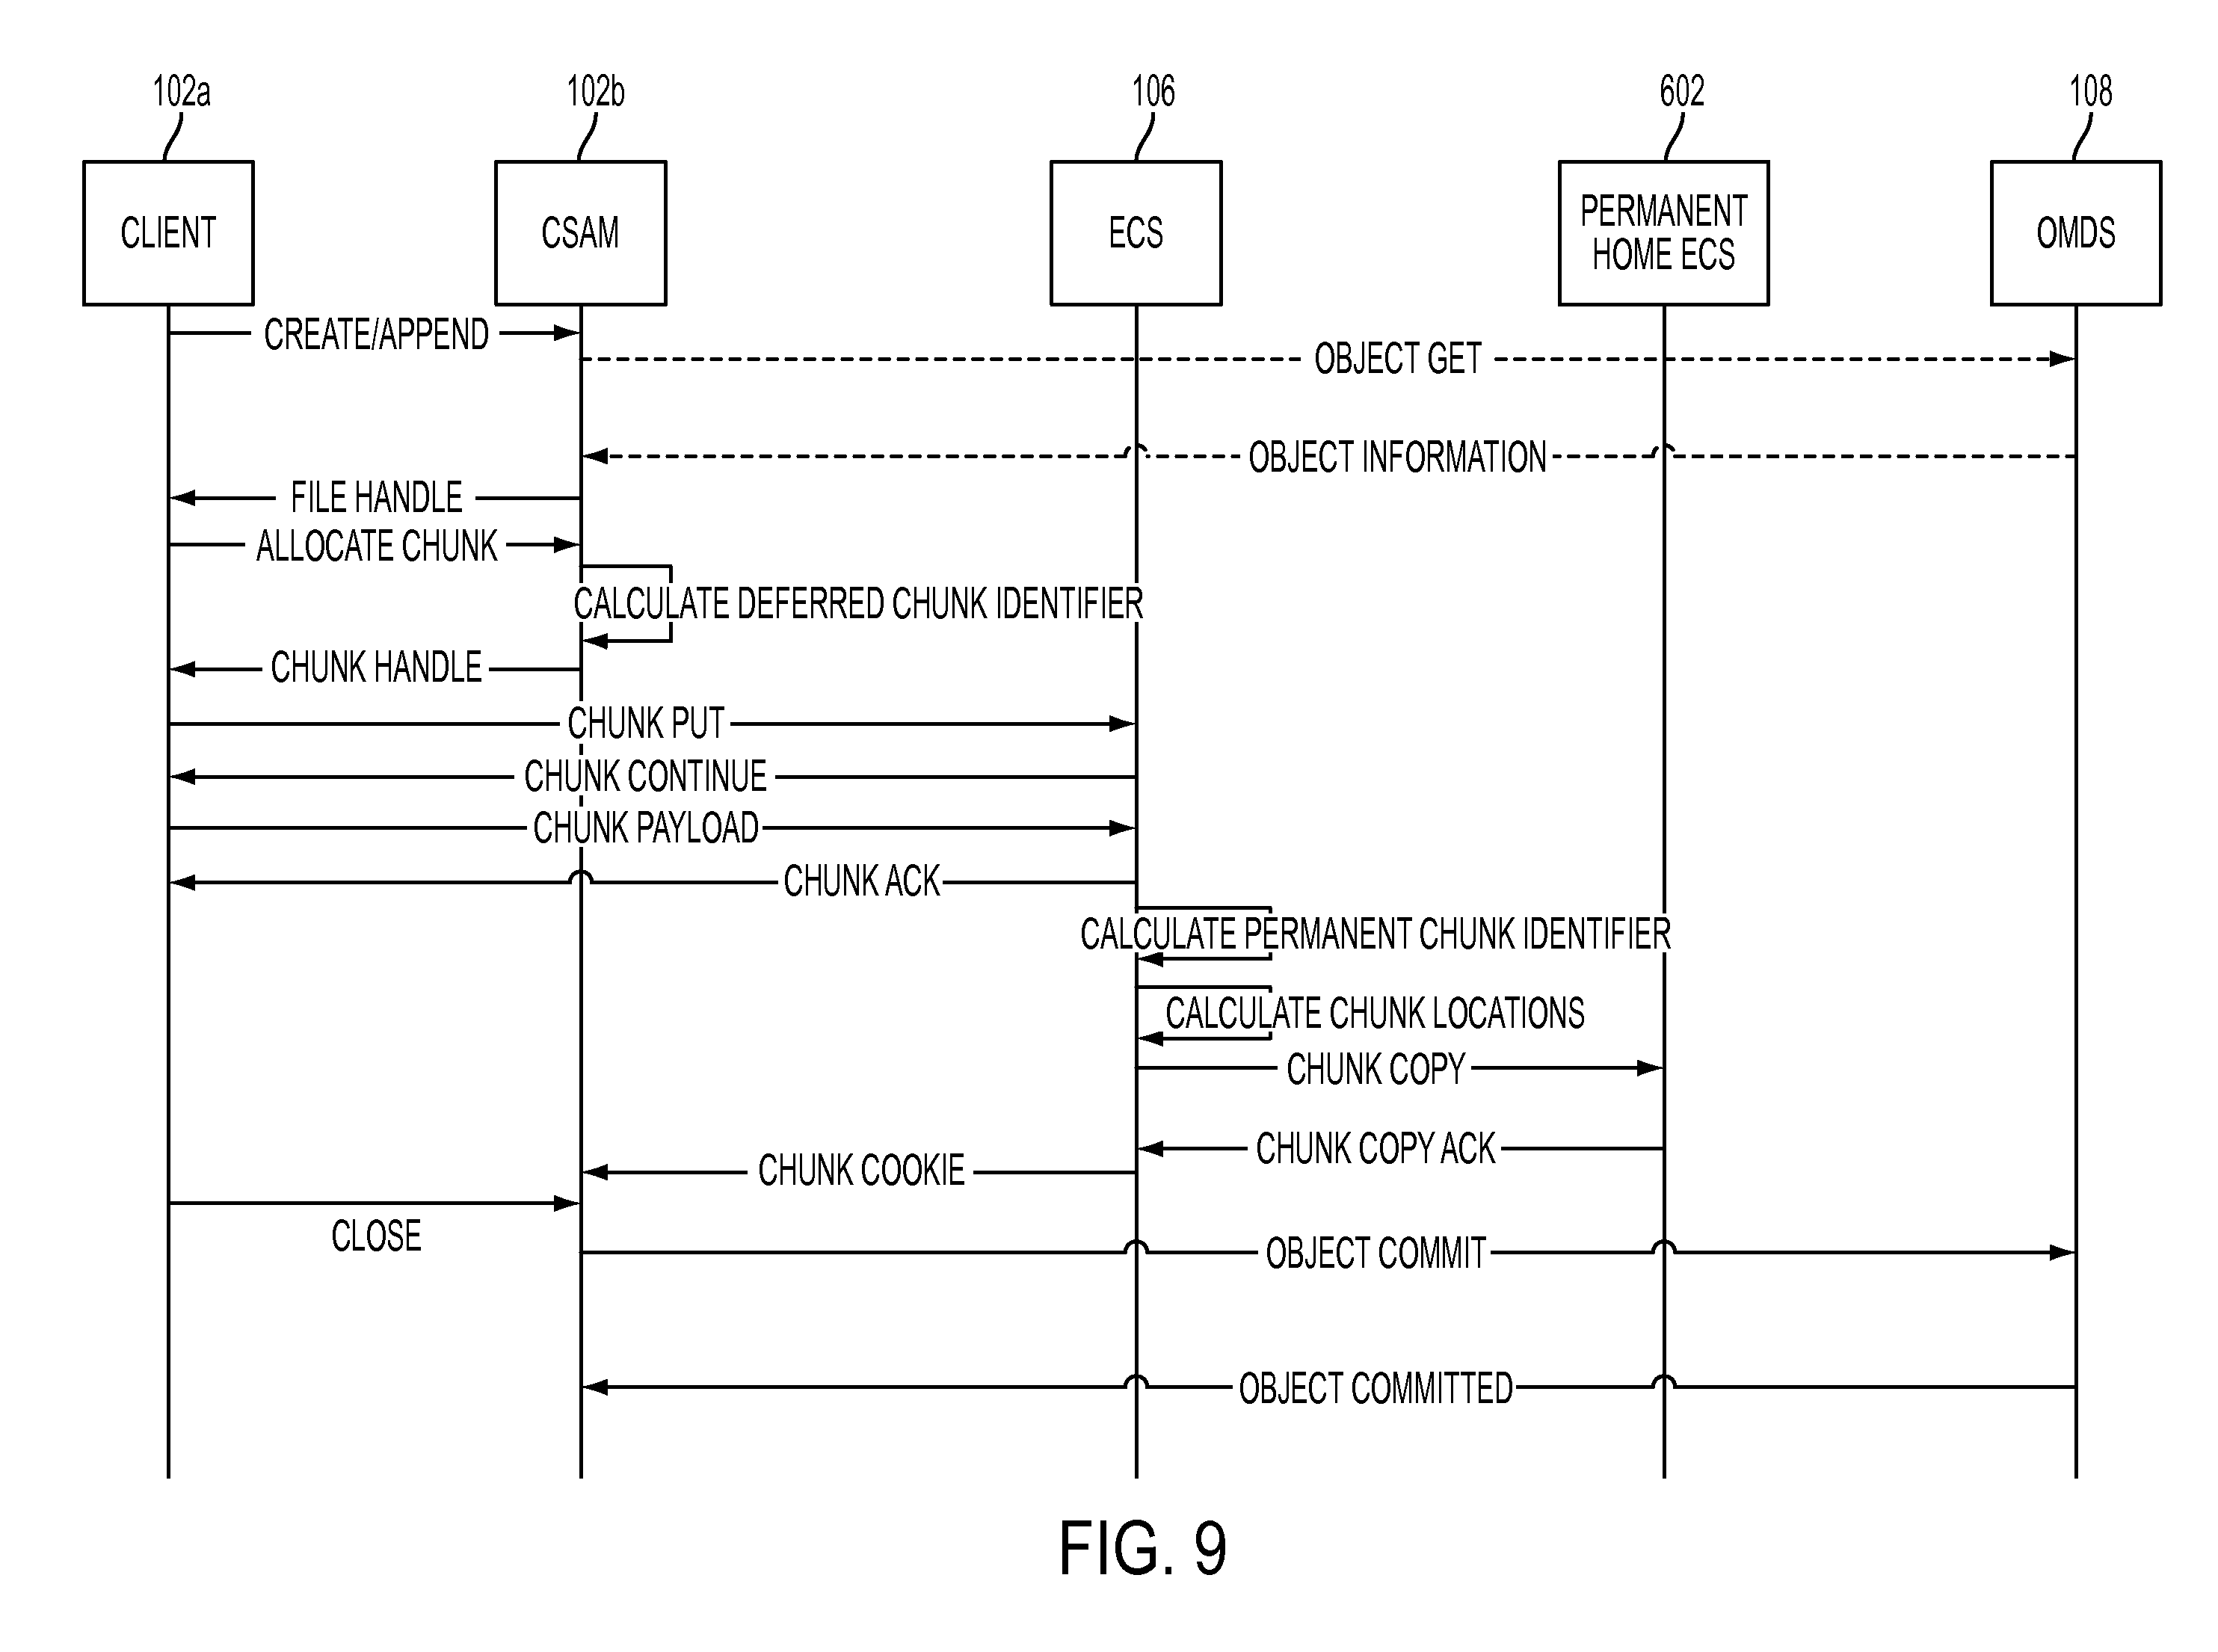 102a
102b
106
602
108
CLIENT
CSAM
ECS
PERMANENT
HOME ECS
OMDS
CREATE/APPEND
OBJECT GET
OBJECT INFORMATION
FILE HANDLE
ALLOCATE CHUNK
CALCULATE DEFERRED CHUNK IDENTIFIER
CHUNK HANDLE
CHUNK PUT
CHUNK CONTINUE
CHUNK PAYLOAD
CHUNK ACK
CALCULATE PERMANENT CHUNK IDENTIFIER
CALCULATE CHUNK LOCATIONS
CHUNK COPY
CHUNK COPY ACK
CHUNK COOKIE
CLOSE
OBJECT COMMIT
OBJECT COMMITTED
FIG. 9